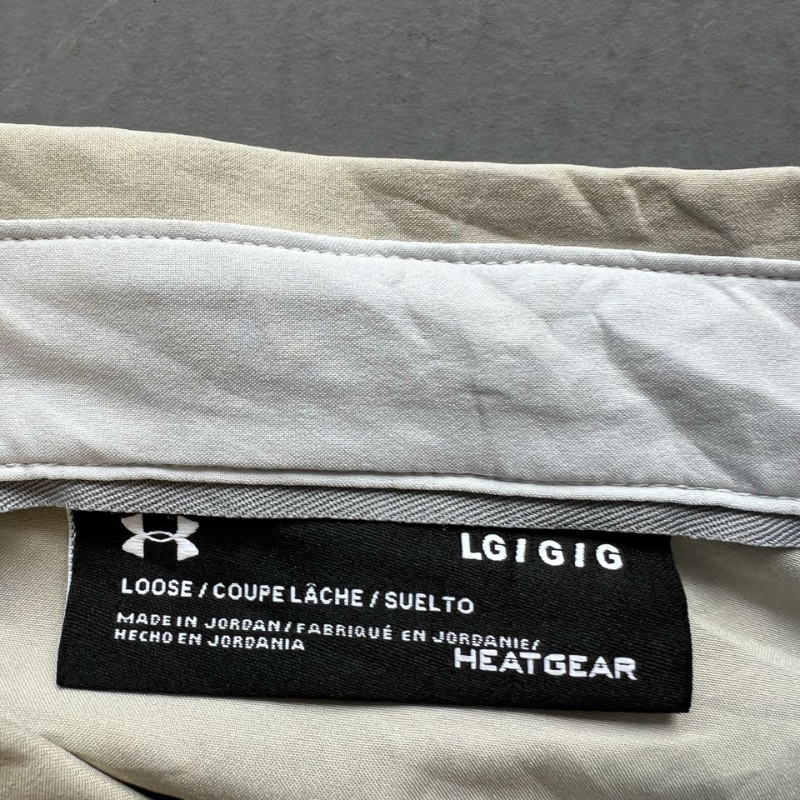 LG / G / G
LOOSE / COUPE LÂCHE / SUELTO
MADE IN JORDAN / FABRIQUÉ EN JORDANIE/
HECHO EN JORDANIA
HEATGEAR